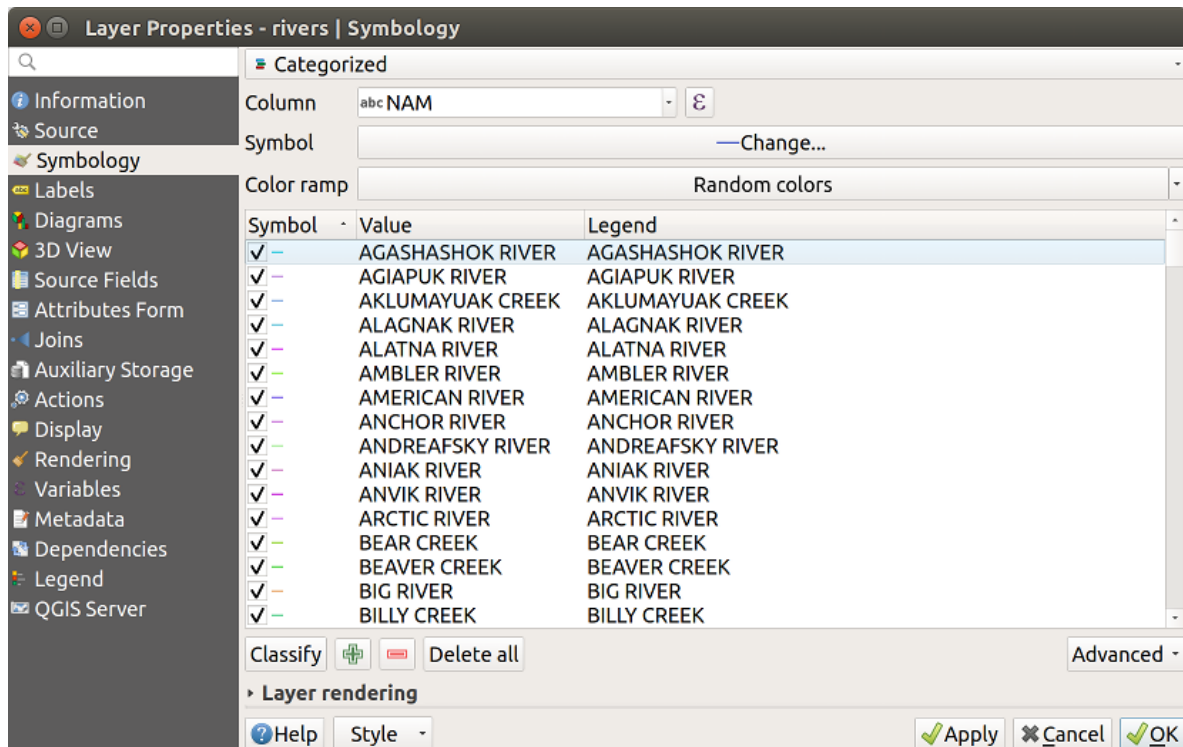 Layer Properties - rivers | Symbology
Categorized
Information
Source
Symbology
Labels
Diagrams
3D View
Source Fields
Attributes Form
Joins
Auxiliary Storage
Actions
Display
Rendering
Variables
Metadata
Dependencies
Legend
QGIS Server
Column abc NAM ε
Symbol Change...
Color ramp Random colors
Symbol Value Legend
AGASHASHOK RIVER AGASHASHOK RIVER
AGIAPUK RIVER AGIAPUK RIVER
AKLUMAYUAK CREEK AKLUMAYUAK CREEK
ALAGNAK RIVER ALAGNAK RIVER
ALATNA RIVER ALATNA RIVER
AMBLER RIVER AMBLER RIVER
AMERICAN RIVER AMERICAN RIVER
ANCHOR RIVER ANCHOR RIVER
ANDREAFSKY RIVER ANDREAFSKY RIVER
ANIAK RIVER ANIAK RIVER
ANVIK RIVER ANVIK RIVER
ARCTIC RIVER ARCTIC RIVER
BEAR CREEK BEAR CREEK
BEAVER CREEK BEAVER CREEK
BIG RIVER BIG RIVER
BILLY CREEK BILLY CREEK
Classify Delete all Advanced
Layer rendering
Help Style Apply Cancel OK